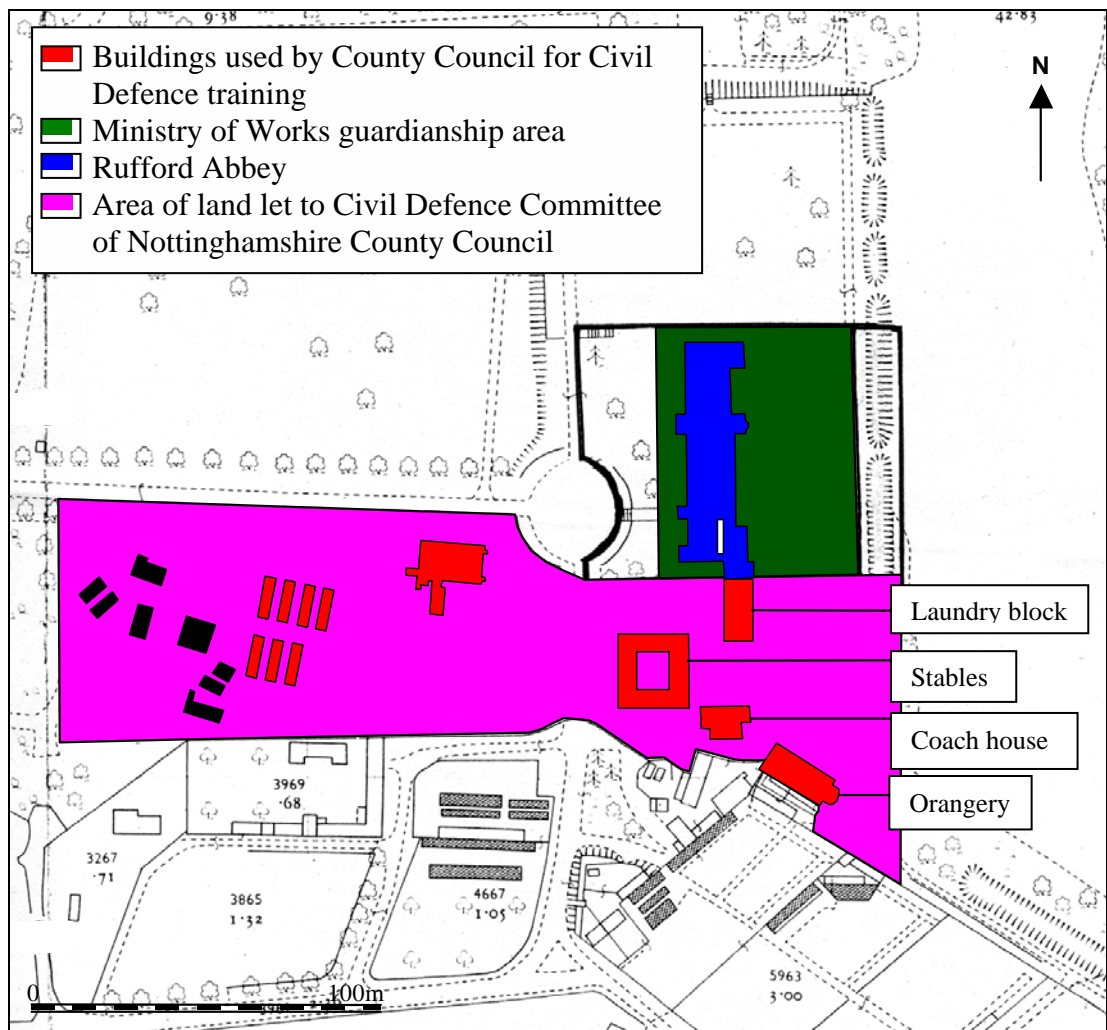 9·38
42·83
Buildings used by County Council for Civil
Defence training
Ministry of Works guardianship area
Rufford Abbey
Area of land let to Civil Defence Committee
of Nottinghamshire County Council
N
Laundry block
Stables
Coach house
Orangery
3969
·68
3267
·71
3865
1·32
4667
1·05
5963
3·00
0 100m